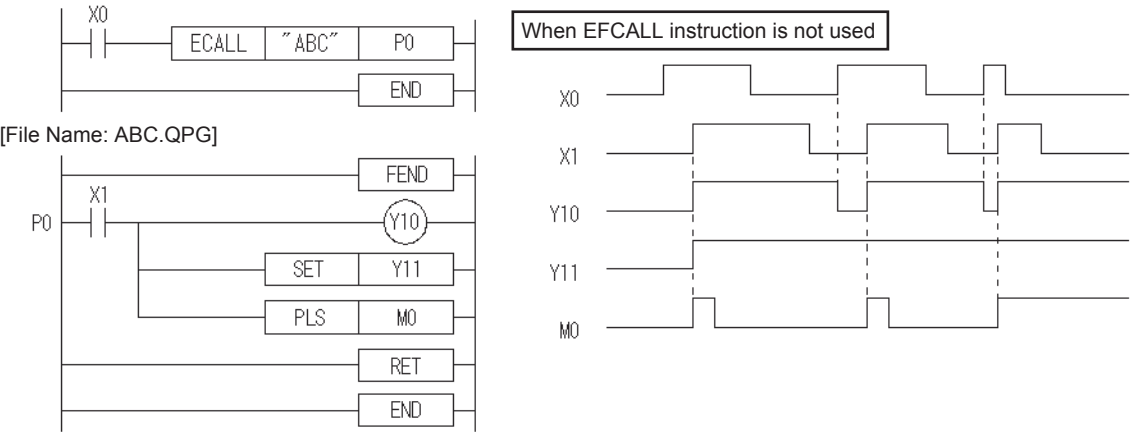 X0
ECALL "ABC" P0
END
[File Name: ABC.QPG]
FEND
X1
P0
Y10
SET Y11
PLS M0
RET
END
When EFCALL instruction is not used
X0
X1
Y10
Y11
M0